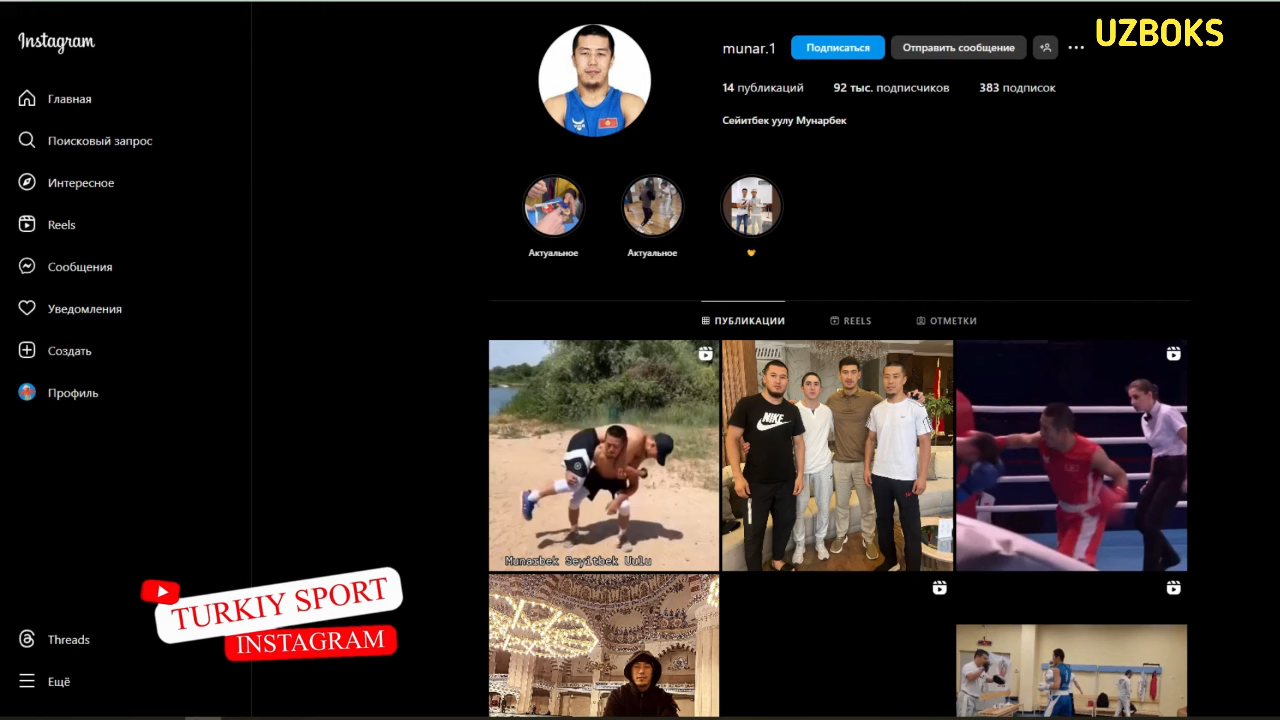 Instagram
Главная
Поисковый запрос
Интересное
Reels
Сообщения
Уведомления
Создать
Профиль
Threads
Ещё
UZBOKS
munar.1 Подписаться Отправить сообщение
14 публикаций 92 тыс. подписчиков 383 подписок
Сейитбек уулу Мунарбек
Актуальное Актуальное
ПУБЛИКАЦИИ REELS ОТМЕТКИ
Munarbek Seyitbek Uulu
NIKE
TURKIY SPORT
INSTAGRAM